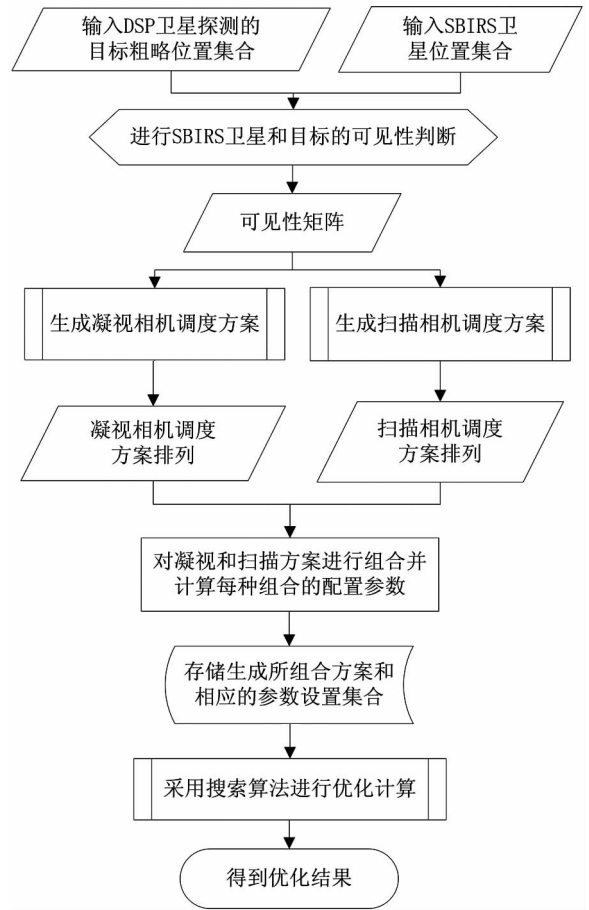 输入DSP卫星探测的
目标粗略位置集合
输入SBIRS卫
星位置集合
进行SBIRS卫星和目标的可见性判断
可见性矩阵
生成凝视相机调度方案
生成扫描相机调度方案
凝视相机调度
方案排列
扫描相机调度
方案排列
对凝视和扫描方案进行组合并
计算每种组合的配置参数
存储生成所组合方案和
相应的参数设置集合
采用搜索算法进行优化计算
得到优化结果